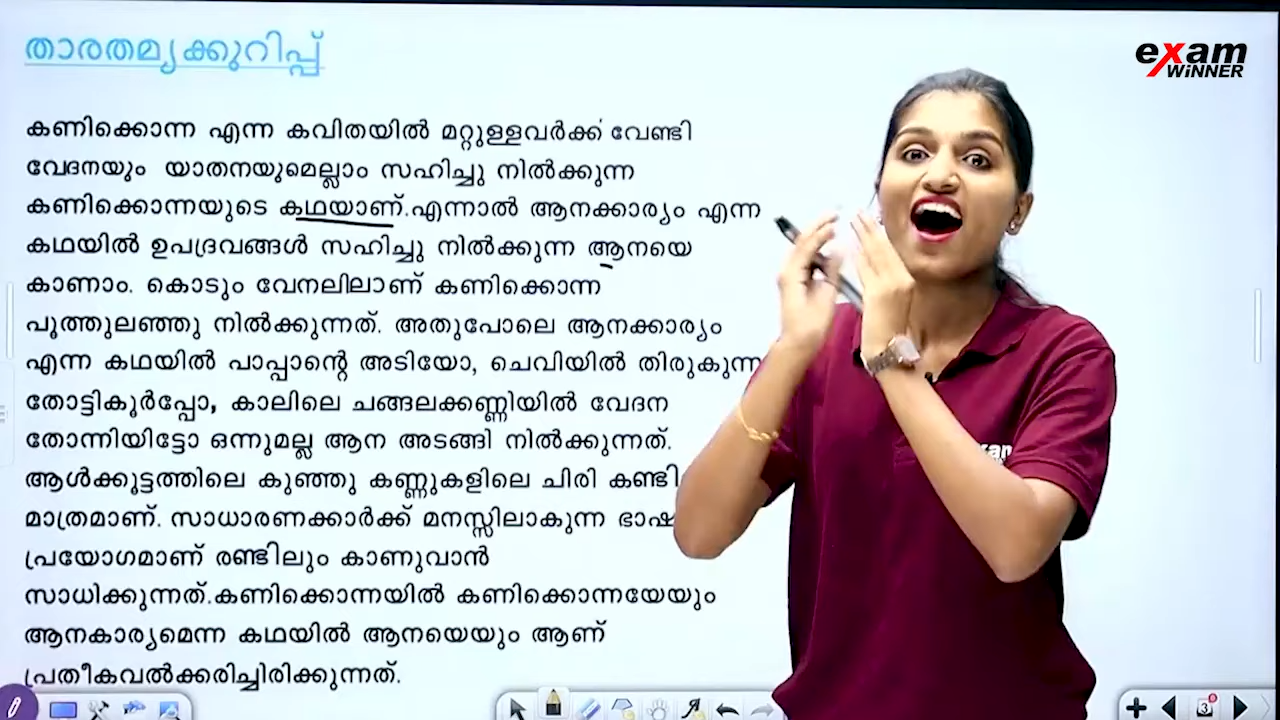 താരതമ്യക്കുറിപ്പ്
exam
WiNNER
കണിക്കൊന്ന എന്ന കവിതയിൽ മറ്റുള്ളവർക്ക് വേണ്ടി
വേദനയും യാതനയുമെല്ലാം സഹിച്ചു നിൽക്കുന്ന
കണിക്കൊന്നയുടെ കഥയാണ്.എന്നാൽ ആനക്കാര്യം എന്ന
കഥയിൽ ഉപദ്രവങ്ങൾ സഹിച്ചു നിൽക്കുന്ന ആനയെ
കാണാം. കൊടും വേനലിലാണ് കണിക്കൊന്ന
പൂത്തുലഞ്ഞു നിൽക്കുന്നത്. അതുപോലെ ആനക്കാര്യം
എന്ന കഥയിൽ പാപ്പാന്റെ അടിയോ, ചെവിയിൽ തിരുകുന്ന
തോട്ടികൂർപ്പോ, കാലിലെ ചങ്ങലക്കണ്ണിയിൽ വേദന
തോന്നിയിട്ടോ ഒന്നുമല്ല ആന അടങ്ങി നിൽക്കുന്നത്.
ആൾക്കൂട്ടത്തിലെ കുഞ്ഞു കണ്ണുകളിലെ ചിരി
മാത്രമാണ്. സാധാരണക്കാർക്ക് മനസ്സിലാകുന്ന
പ്രയോഗമാണ് രണ്ടിലും കാണുവാൻ
സാധിക്കുന്നത്.കണിക്കൊന്നയിൽ കണിക്കൊന്നയേയും
ആനകാര്യമെന്ന കഥയിൽ ആനയെയും ആണ്
പ്രതീകവൽക്കരിച്ചിരിക്കുന്നത്.
3